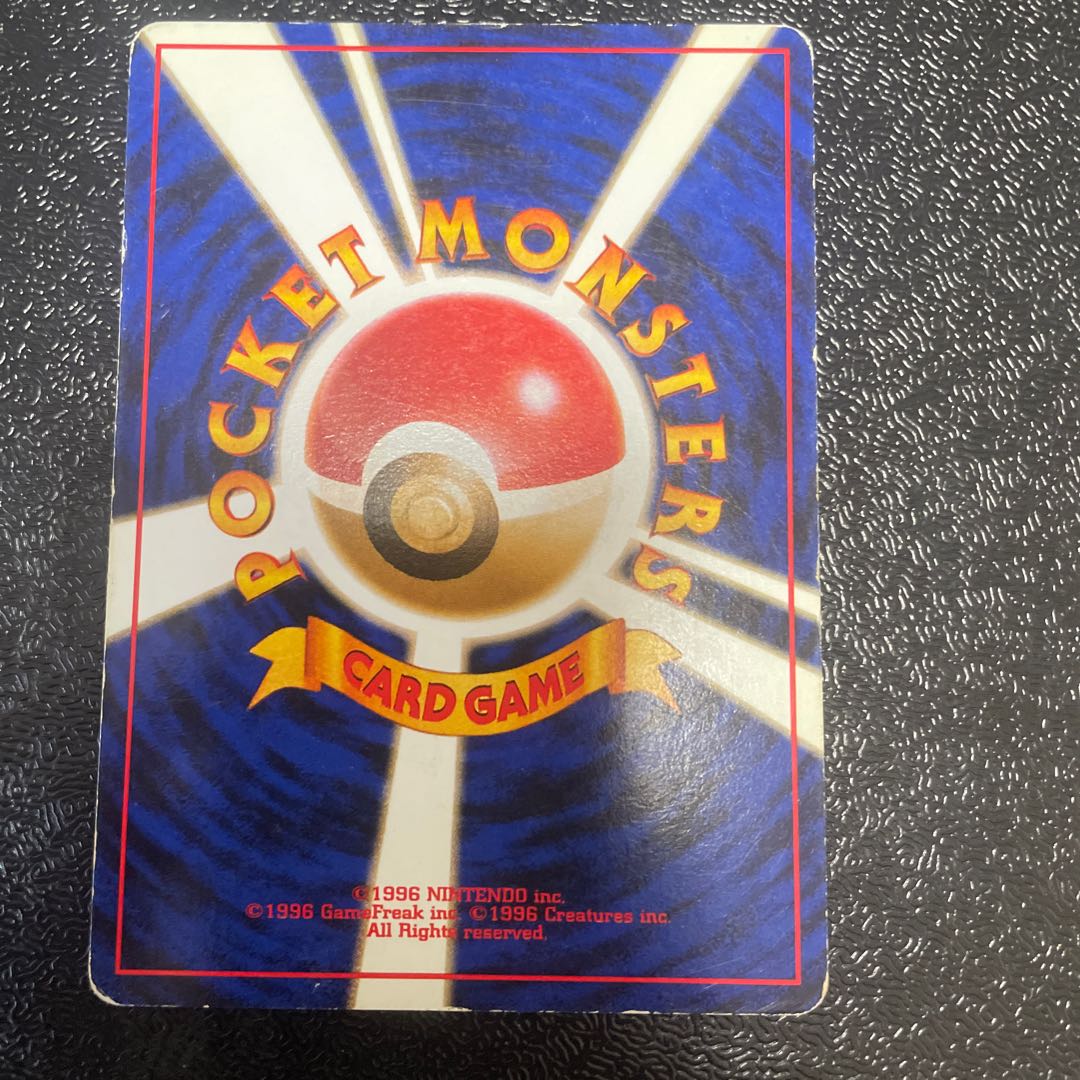 POCKET MONSTERS
CARD GAME
©1996 NINTENDO inc.
©1996 GameFreak inc. ©1996 Creatures inc.
All Rights reserved.